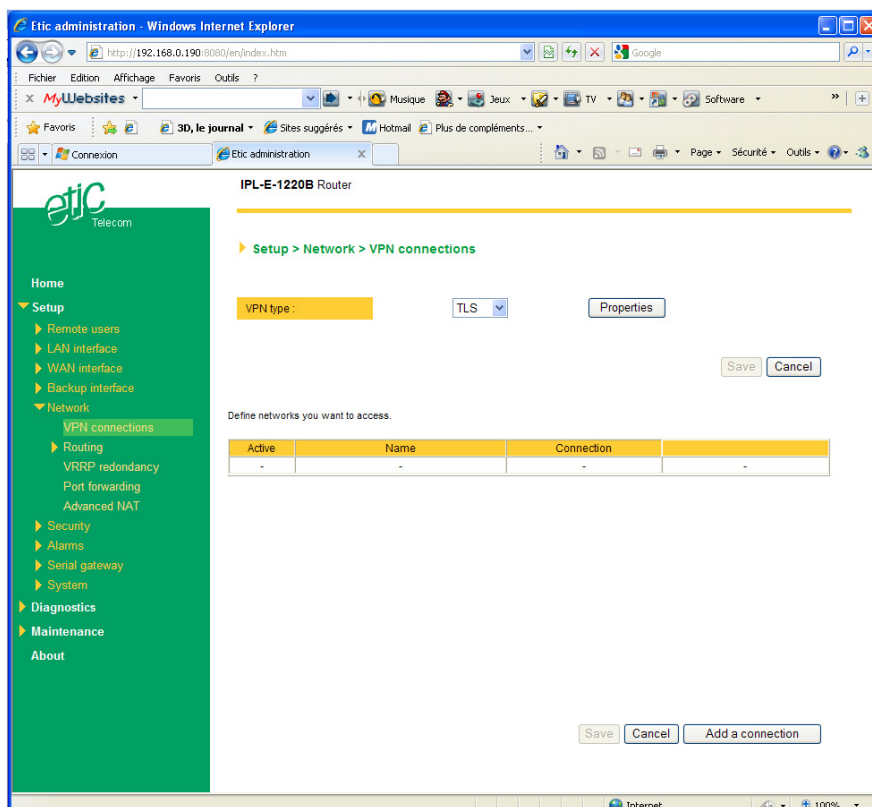 Etic administration - Windows Internet Explorer
http://192.168.0.190:8080/en/index.htm
Google
Fichier Edition Affichage Favoris Outils ?
x MyWebsites Musique Jeux TV Software »
Favoris 3D, le journal Sites suggérés Hotmail Plus de compléments...
Connexion Etic administration X Page Sécurité Outils
etic
Telecom
IPL-E-1220B Router
Setup > Network > VPN connections
Home
Setup
Remote users
LAN interface
WAN interface
Backup interface
Network
VPN connections
Routing
VRRP redondancy
Port forwarding
Advanced NAT
Security
Alarms
Serial gateway
System
Diagnostics
Maintenance
About
VPN type : TLS Properties
Save Cancel
Define networks you want to access.
Active Name Connection
- - - -
Save Cancel Add a connection
Internet 100%